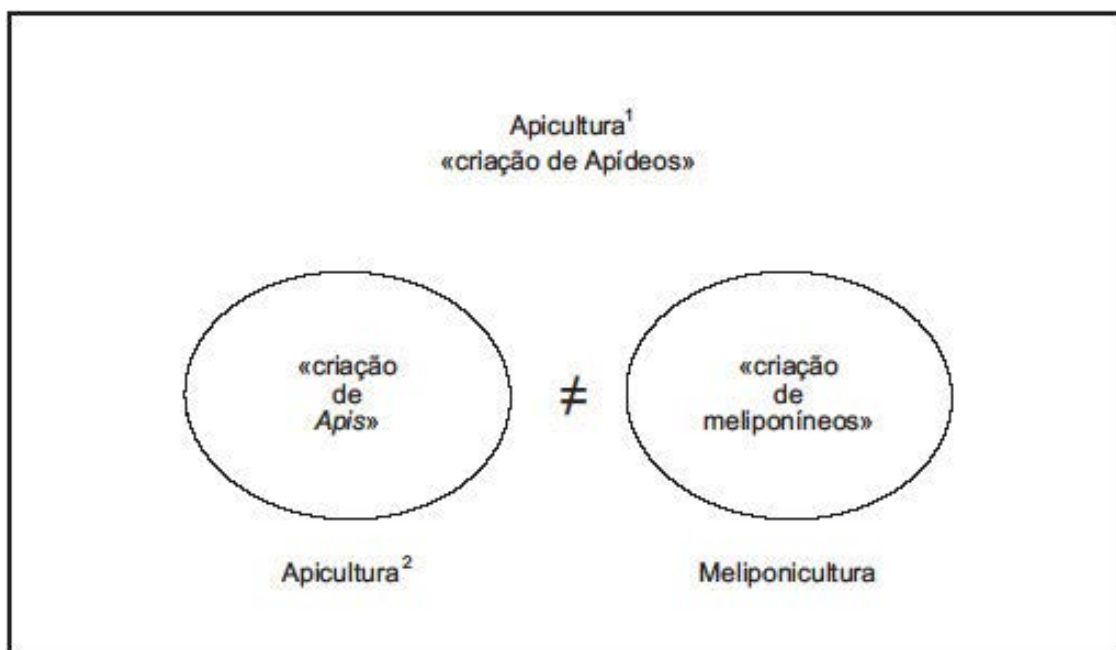 Apicultura¹
«criação de Apídeos»
«criação
de
Apis»
≠
«criação
de
meliponíneos»
Apicultura²
Meliponicultura